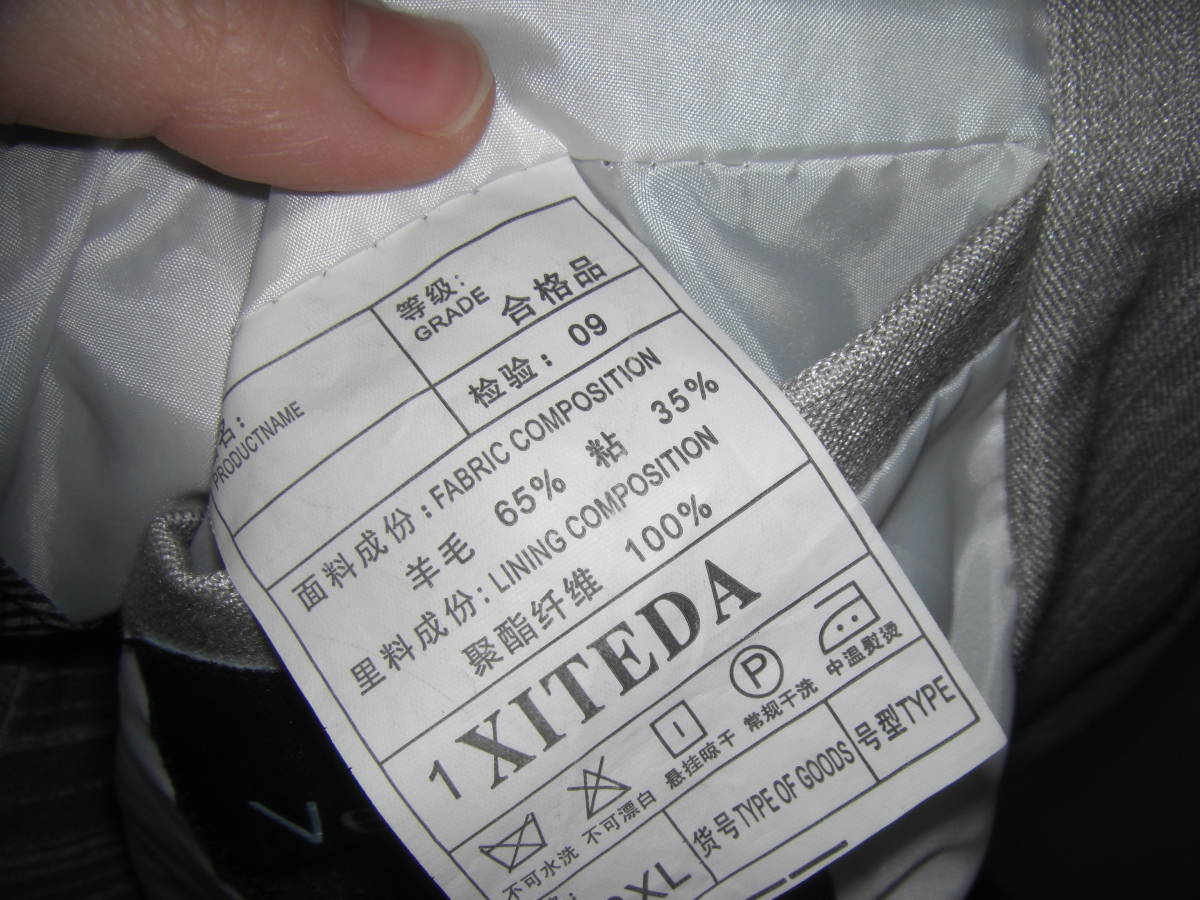 等级：
GRADE 合格品
检验：09
名：
PRODUCTNAME
面料成份：FABRIC COMPOSITION
羊毛 65% 粘 35%
里料成份：LINING COMPOSITION
聚酯纤维 100%
1 XITEDA
P
不可水洗 不可漂白 悬挂晾干 常规干洗 中温熨烫
货号TYPE OF GOODS 号型TYPE
XL